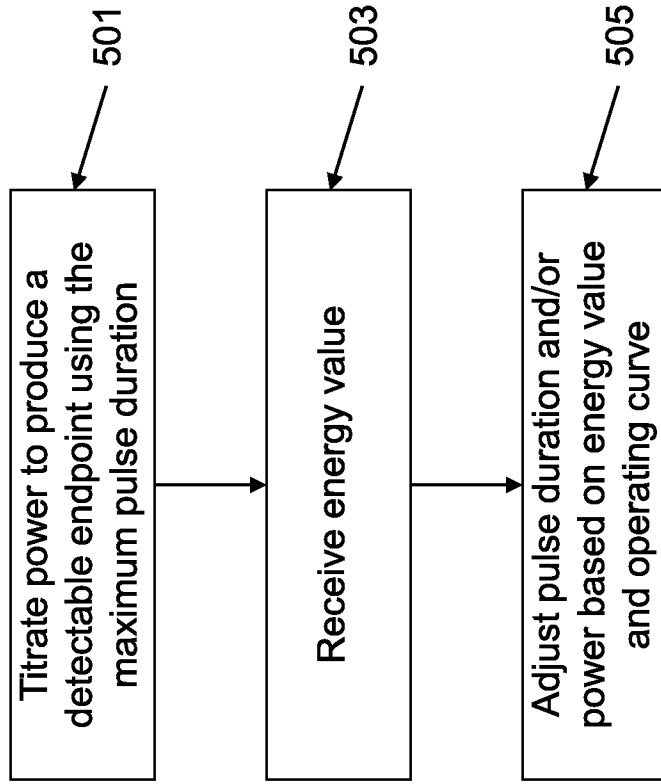 Titrate power to produce a
detectable endpoint using the
maximum pulse duration
501
Receive energy value
503
Adjust pulse duration and/or
power based on energy value
and operating curve
505